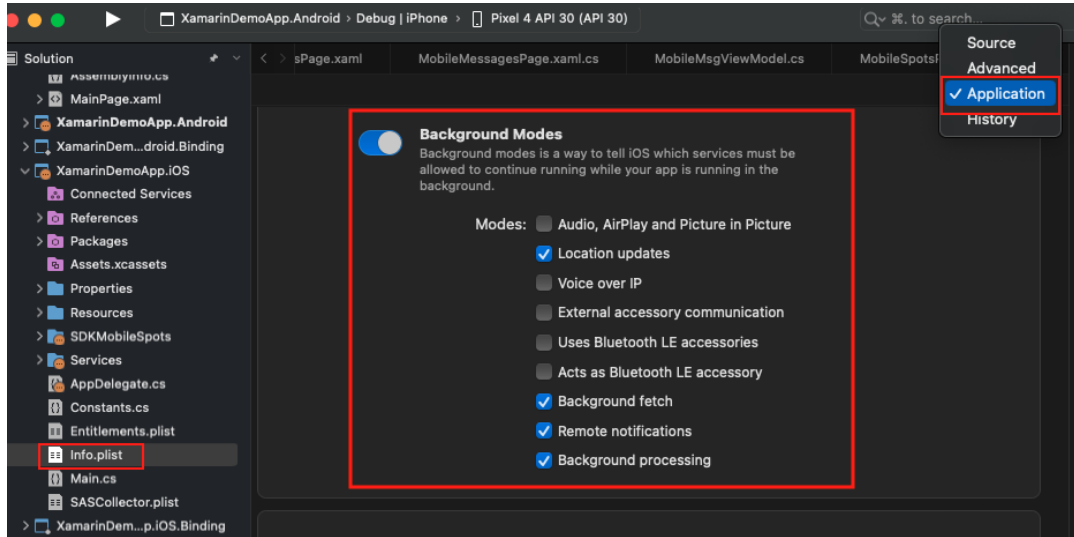 XamarinDemoApp.Android › Debug | iPhone › Pixel 4 API 30 (API 30)
⌘. to search...
Source
Advanced
Application
History
Solution
sPage.xaml
MobileMessagesPage.xaml.cs
MobileMsgViewModel.cs
AssemblyInfo.cs
MainPage.xaml
XamarinDemoApp.Android
XamarinDem...droid.Binding
XamarinDemoApp.iOS
Connected Services
References
Packages
Assets.xcassets
Properties
Resources
SDKMobileSpots
Services
AppDelegate.cs
Constants.cs
Entitlements.plist
Info.plist
Main.cs
SASCollector.plist
XamarinDem...p.iOS.Binding
Background Modes
Background modes is a way to tell iOS which services must be
allowed to continue running while your app is running in the
background.
Modes: Audio, AirPlay and Picture in Picture
Location updates
Voice over IP
External accessory communication
Uses Bluetooth LE accessories
Acts as Bluetooth LE accessory
Background fetch
Remote notifications
Background processing